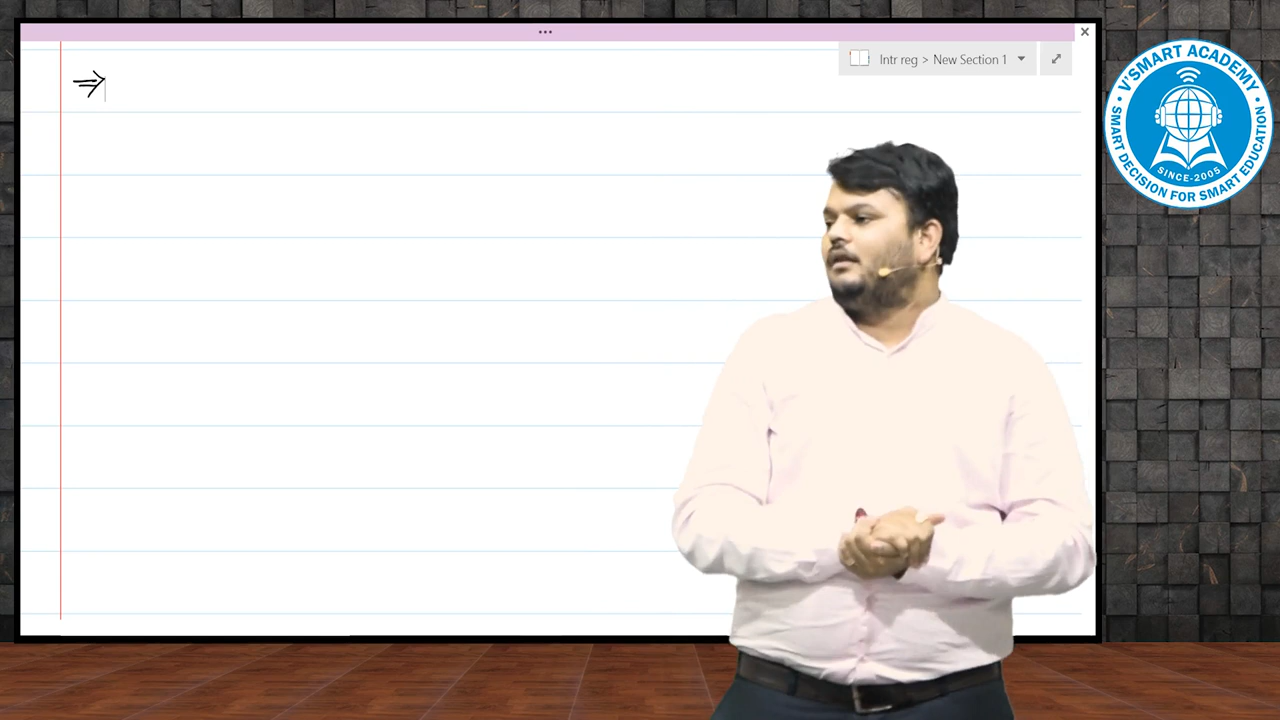 ...
Intr reg > New Section 1
⇒
V'SMART ACADEMY
SINCE-2005
• SMART DECISION FOR SMART EDUCATION •